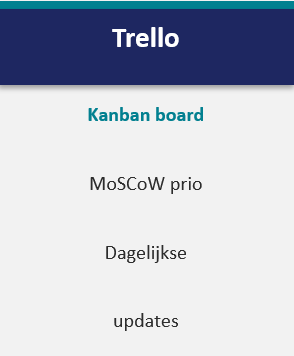 Trello
Kanban board
MoSCoW prio
Dagelijkse
updates